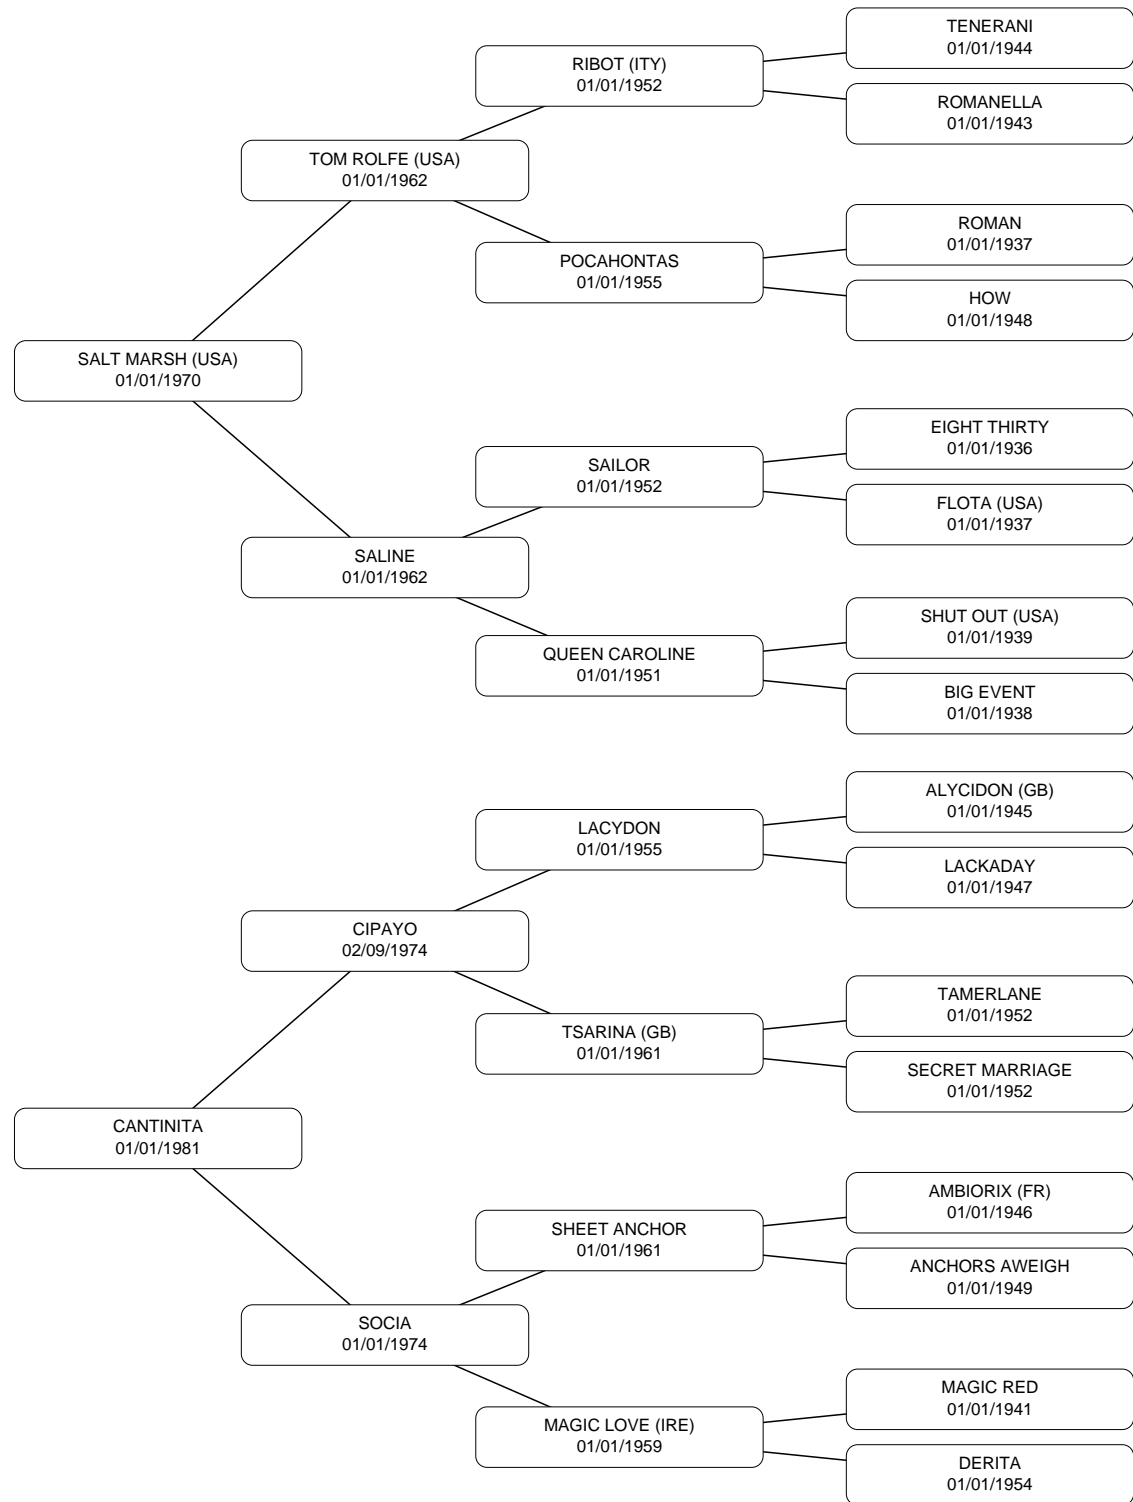 TENERANI
01/01/1944
RIBOT (ITY)
01/01/1952
ROMANELLA
01/01/1943
TOM ROLFE (USA)
01/01/1962
ROMAN
01/01/1937
POCAHONTAS
01/01/1955
HOW
01/01/1948
SALT MARSH (USA)
01/01/1970
EIGHT THIRTY
01/01/1936
SAILOR
01/01/1952
FLOTA (USA)
01/01/1937
SALINE
01/01/1962
SHUT OUT (USA)
01/01/1939
QUEEN CAROLINE
01/01/1951
BIG EVENT
01/01/1938
ALYCIDON (GB)
01/01/1945
LACYDON
01/01/1955
LACKADAY
01/01/1947
CIPAYO
02/09/1974
TAMERLANE
01/01/1952
TSARINA (GB)
01/01/1961
SECRET MARRIAGE
01/01/1952
CANTINITA
01/01/1981
AMBIORIX (FR)
01/01/1946
SHEET ANCHOR
01/01/1961
ANCHORS AWEIGH
01/01/1949
SOCIA
01/01/1974
MAGIC RED
01/01/1941
MAGIC LOVE (IRE)
01/01/1959
DERITA
01/01/1954